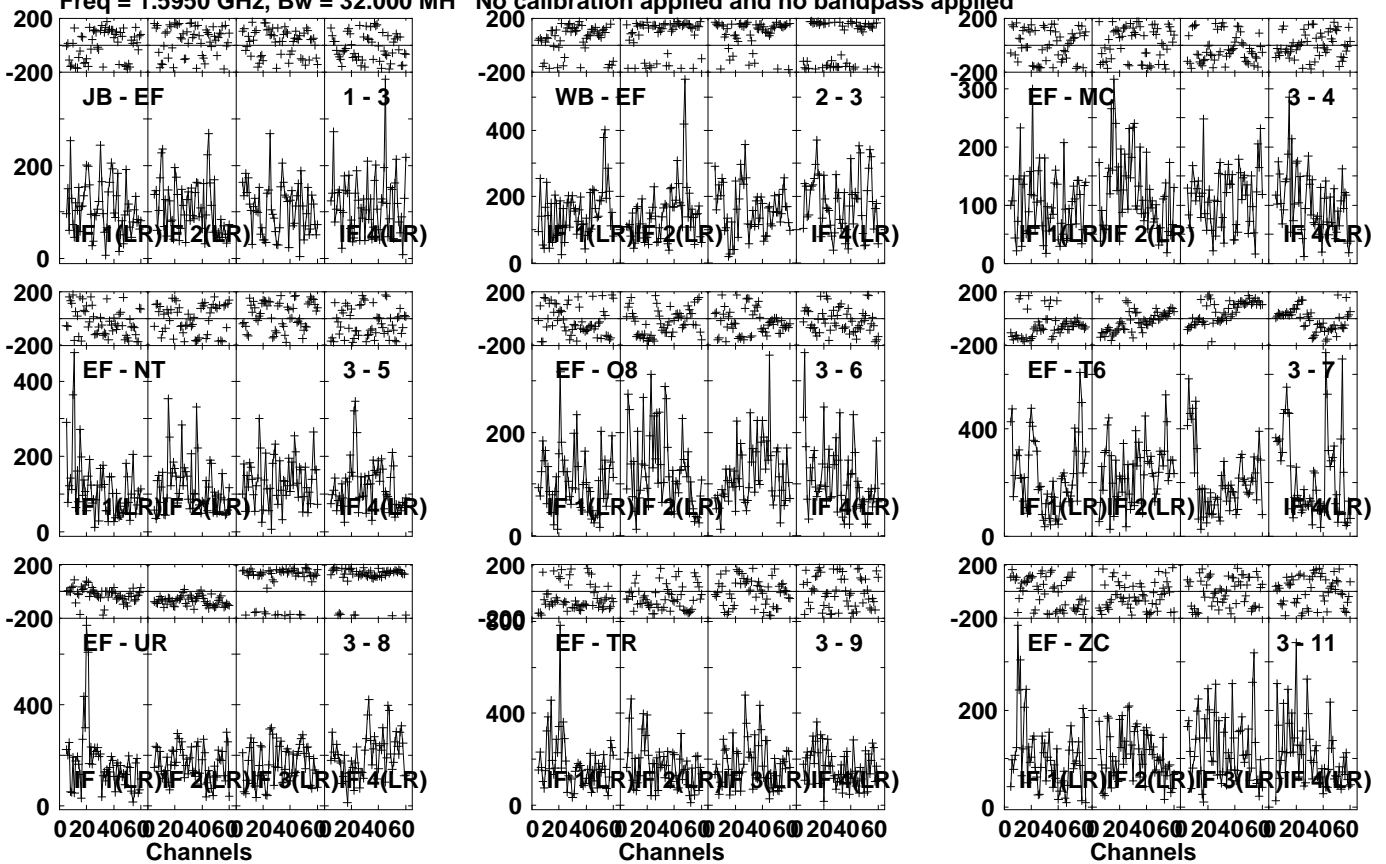 Freq = 1.5950 GHz, Bw = 32.000 MH No calibration applied and no bandpass applied
200
-200
JB - EF 1 - 3
200
0
IF 1(LR) IF 2(LR) IF 4(LR)
200
-200
WB - EF 2 - 3
400
200
0
IF 1(LR) IF 2(LR) IF 4(LR)
200
-200
300
EF - MC 3 - 4
200
100
0
IF 1(LR) IF 2(LR) IF 4(LR)
200
-200
EF - NT 3 - 5
400
200
0
IF 1(LR) IF 2(LR) IF 4(LR)
200
-200
EF - O8 3 - 6
200
0
IF 1(LR) IF 2(LR) IF 4(LR)
200
-200
EF - T6 3 - 7
400
0
IF 1(LR) IF 2(LR) IF 4(LR)
200
-200
EF - UR 3 - 8
400
0
IF 1(LR) IF 2(LR) IF 3(LR) IF 4(LR)
0 20 40 60 0 20 40 60 0 20 40 60 0 20 40 60
Channels
200
-200
800
EF - TR 3 - 9
400
0
IF 1(LR) IF 2(LR) IF 3(LR) IF 4(LR)
0 20 40 60 0 20 40 60 0 20 40 60 0 20 40 60
Channels
200
-200
EF - ZC 3 - 11
200
0
IF 1(LR) IF 2(LR) IF 3(LR) IF 4(LR)
0 20 40 60 0 20 40 60 0 20 40 60 0 20 40 60
Channels